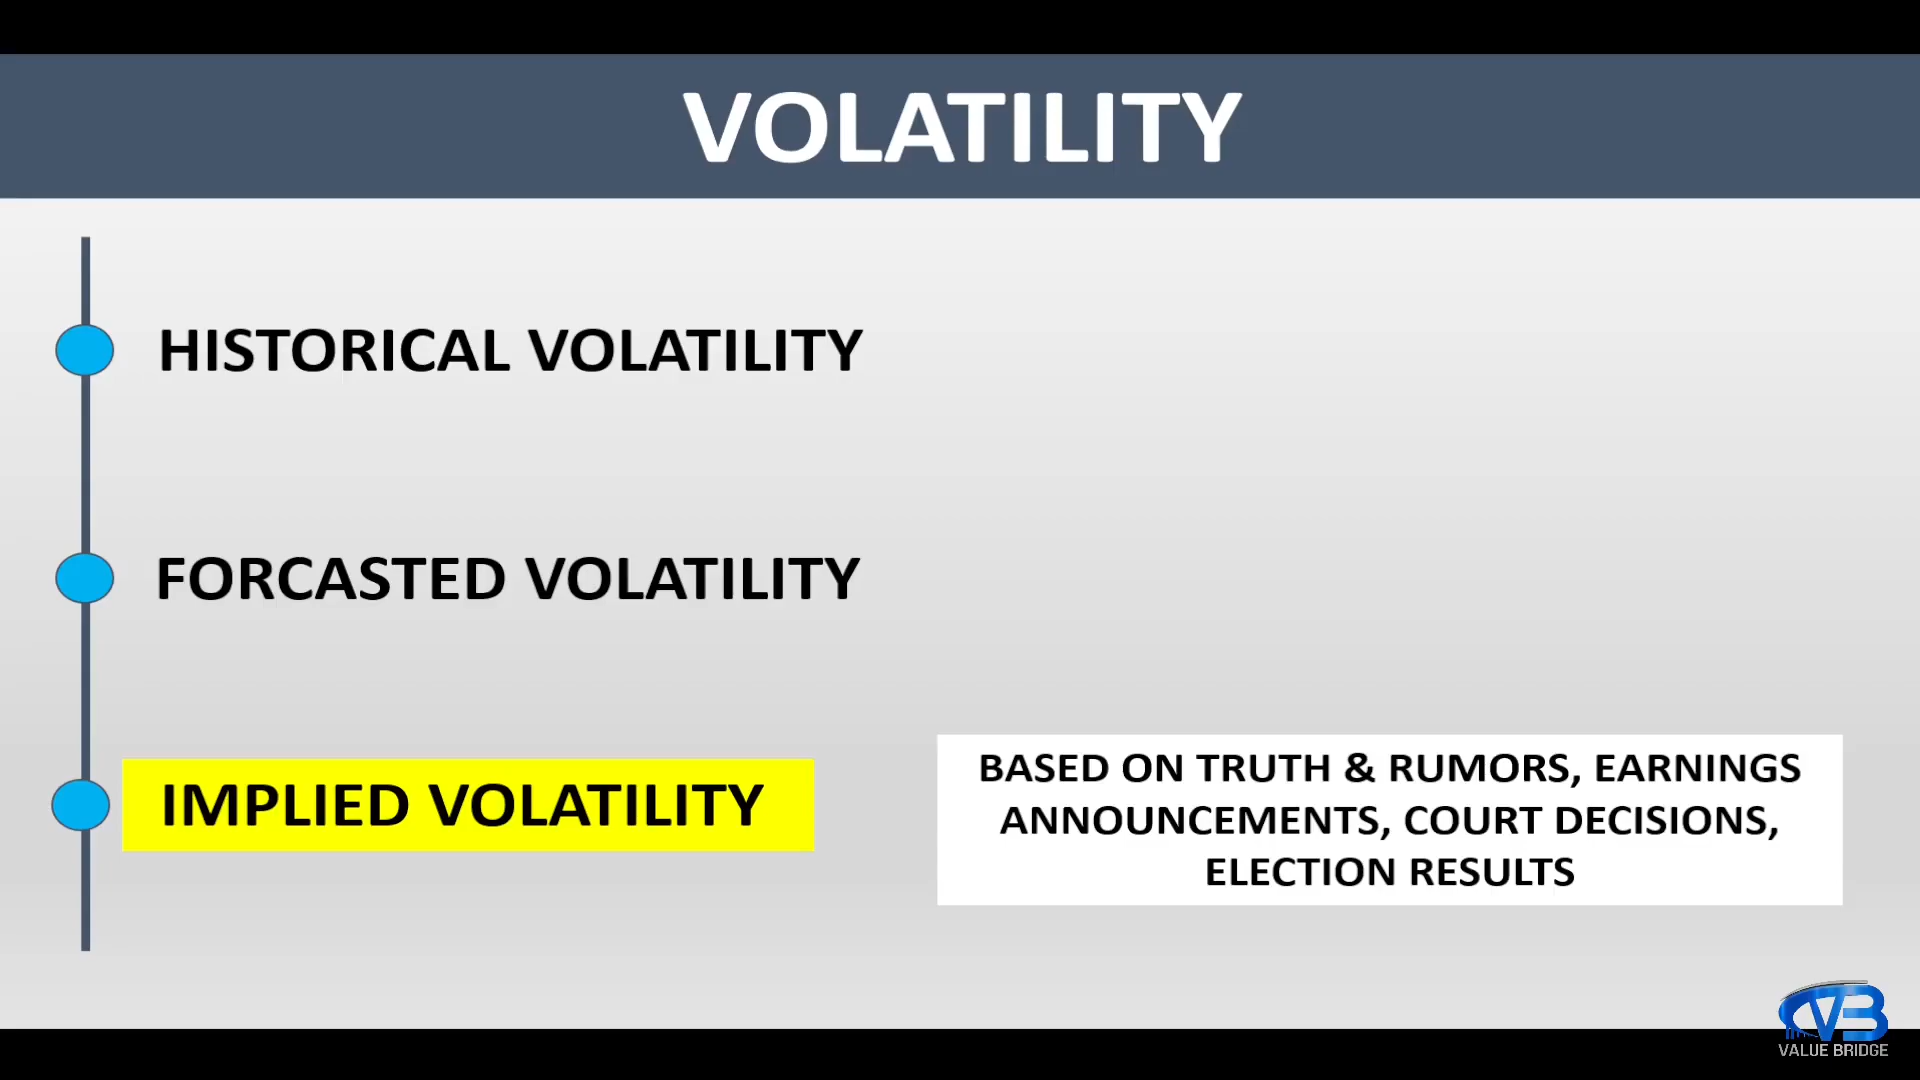 VOLATILITY
HISTORICAL VOLATILITY
FORCASTED VOLATILITY
IMPLIED VOLATILITY
BASED ON TRUTH & RUMORS, EARNINGS
ANNOUNCEMENTS, COURT DECISIONS,
ELECTION RESULTS
VB
VALUE BRIDGE